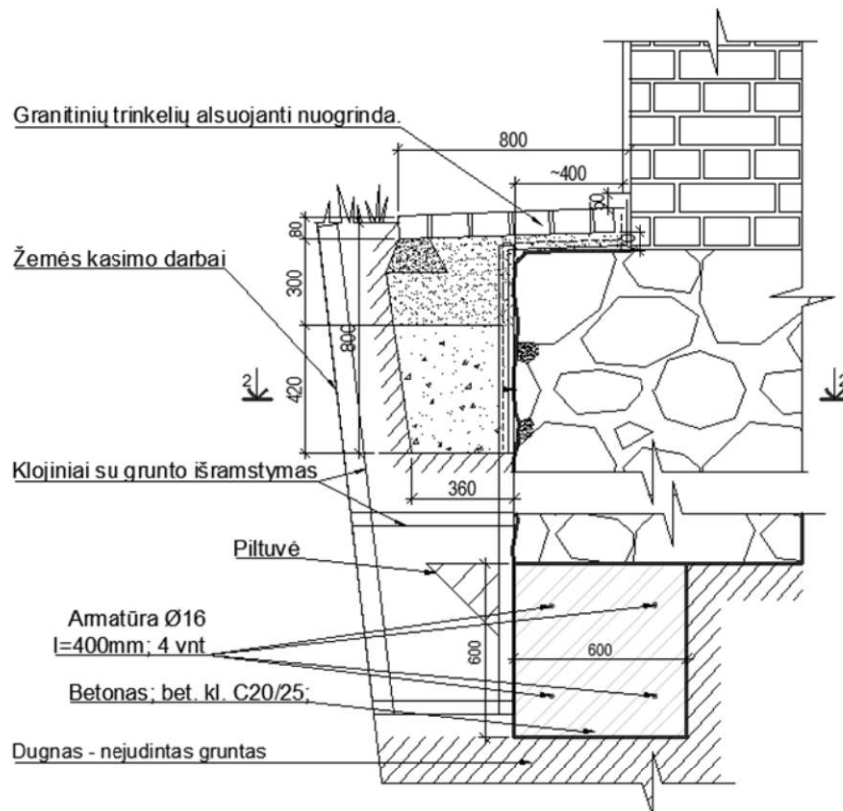 Granitinių trinkelių alsuojanti nuogrinda.
800
~400
50
80
Žemės kasimo darbai
300
800
420
2
2
Klojiniai su grunto išramstymas
360
Piltuvė
Armatūra Ø16
l=400mm; 4 vnt
600
600
Betonas; bet. kl. C20/25;
Dugnas - nejudintas gruntas